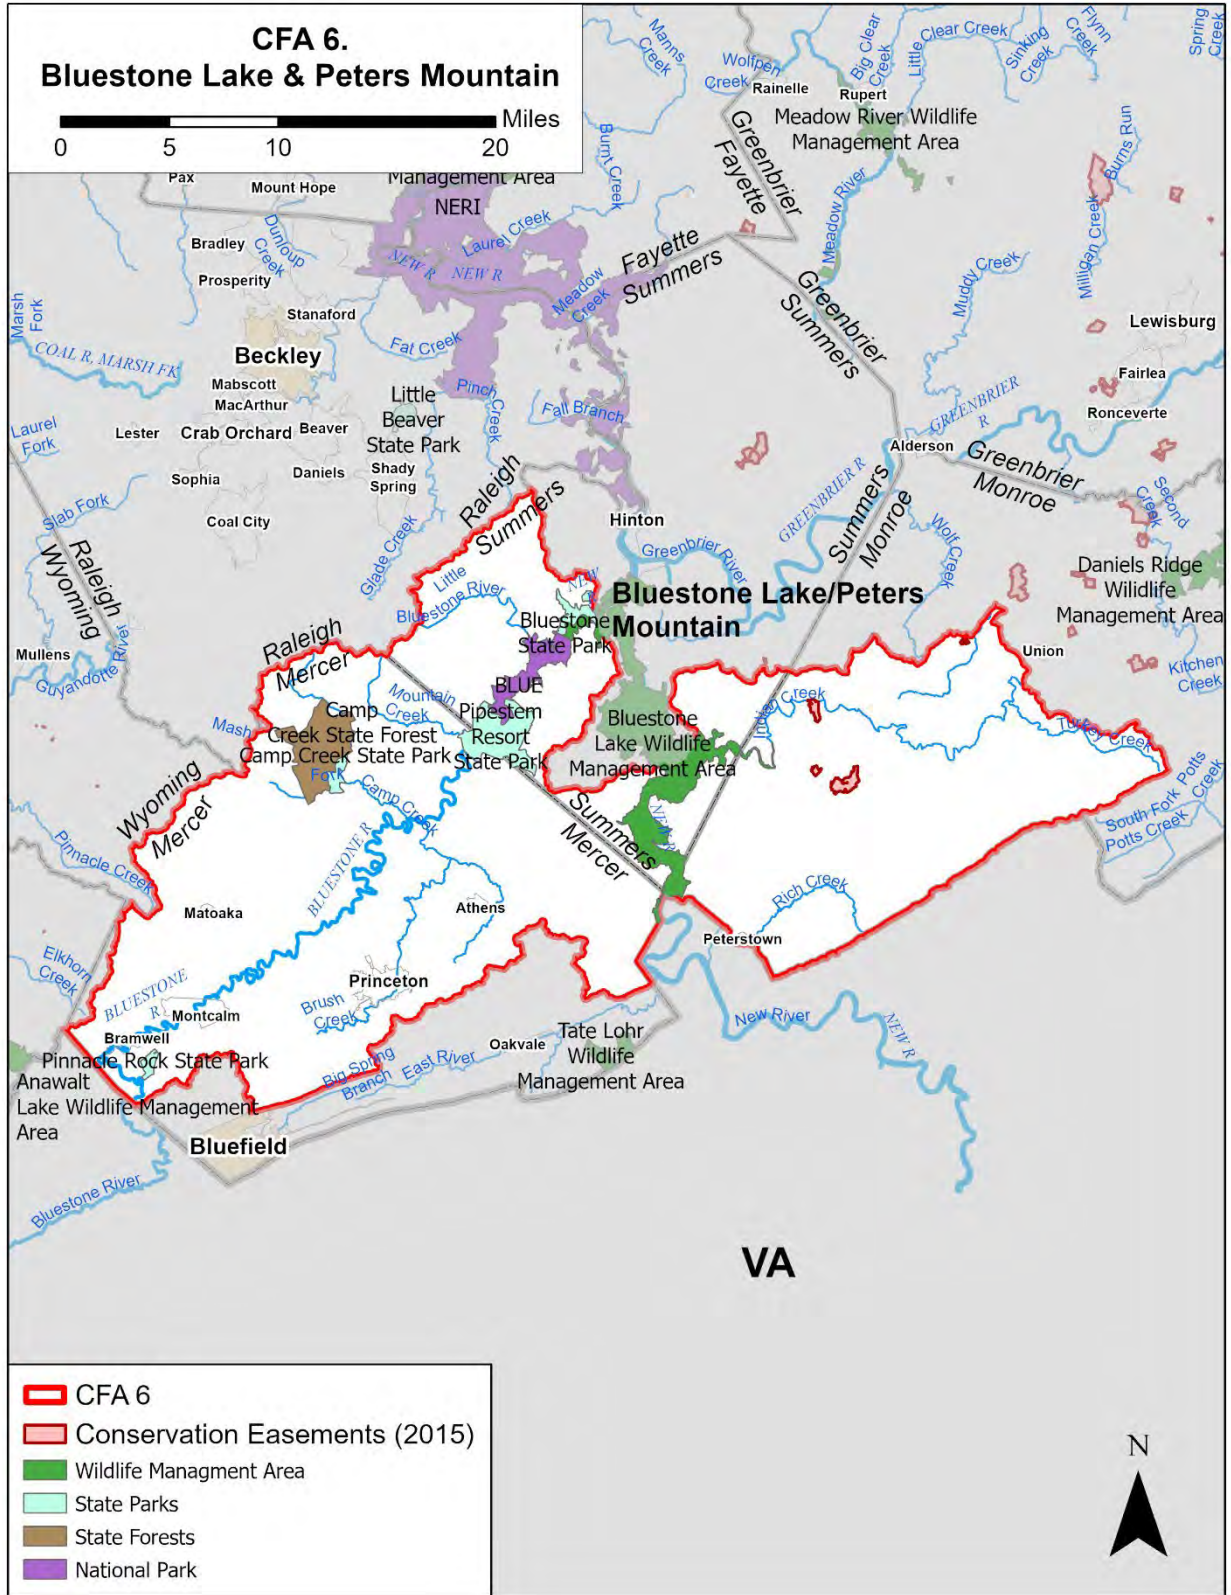 CFA 6.
Bluestone Lake & Peters Mountain
Miles
0 5 10 20
Manns
Creek
Wolfpen
Creek
Rainelle
Big Clear
Creek
Little Clear Creek
Sinking
Creek
Flynn
Creek
Spring
Creek
Rupert
Meadow River Wildlife
Management Area
Greenbrier
Fayette
Burnt Creek
Burns Run
Pax
Mount Hope
Management Area
NERI
Laurel Creek
Meadow River
Milligan Creek
Bradley
Dunloup
Creek
NEW R
NEW R
Fayette
Summers
Muddy Creek
Prosperity
Meadow
Creek
Greenbrier
Summers
Marsh
Fork
Stanaford
Lewisburg
COAL R, MARSH FK
Beckley
Fat Creek
Fairlea
Mabscott
MacArthur
Little
Beaver
State Park
Pinch
Creek
Fall Branch
GREENBRIER
R
Ronceverte
Laurel
Fork
Lester
Crab Orchard
Beaver
Alderson
Greenbrier
Monroe
Sophia
Daniels
Shady
Spring
Raleigh
Summers
GREENBRIER R
Summers
Monroe
Second
Creek
Slab Fork
Coal City
Hinton
Wolf
Creek
Raleigh
Wyoming
Glade Creek
Greenbrier River
Daniels Ridge
Wilidlife
Management Area
Little
Bluestone River
NEW
R
Bluestone Lake/Peters
Mountain
Bluestone
State Park
Raleigh
Mercer
Union
Mullens
Guyandotte River
BLUE
Kitchen
Creek
Mountain
Creek
Camp
Creek State Forest
Camp Creek State Park
Pipestem
Resort
State Park
Bluestone
Lake Wildlife
Management Area
Indian Creek
Turkey Creek
Mash
Fork
Camp Creek
South Fork Potts
Potts Creek
Creek
Wyoming
Mercer
Summers
Mercer
NEW R
Pinnacle Creek
BLUESTONE R
Rich Creek
Matoaka
Athens
Peterstown
Elkhorn
Creek
Princeton
BLUESTONE
R
Brush
Creek
Montcalm
New River
NEW R
Bramwell
Oakvale
Tate Lohr
Wildlife
Management Area
Pinnacle Rock State Park
Big Spring
Branch
East River
Anawalt
Lake Wildlife Management
Area
Bluefield
Bluestone River
VA
CFA 6
Conservation Easements (2015)
Wildlife Managment Area
State Parks
State Forests
National Park
N